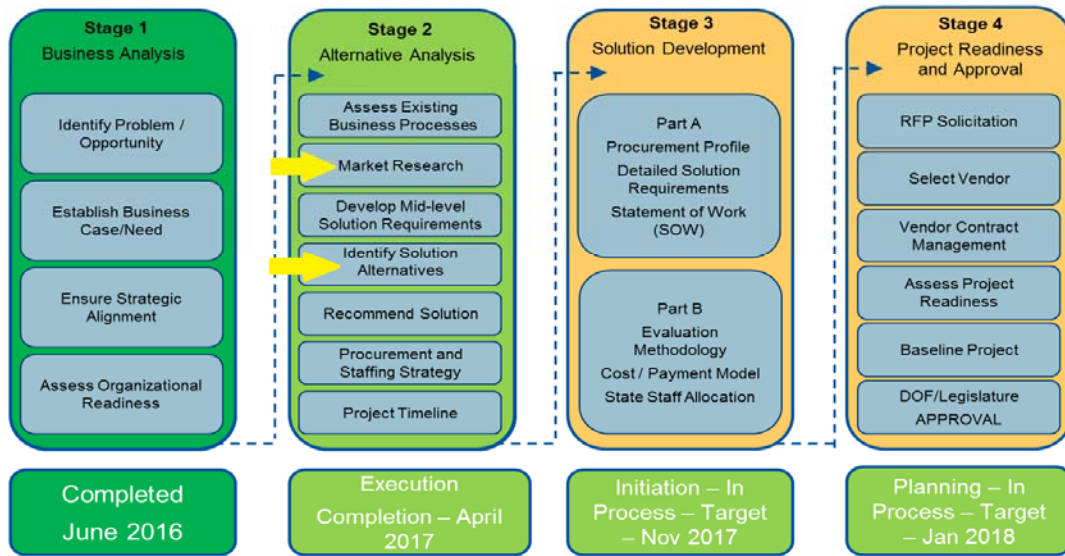 Stage 1
Business Analysis
Identify Problem /
Opportunity
Establish Business
Case/Need
Ensure Strategic
Alignment
Assess Organizational
Readiness
Completed
June 2016
Stage 2
Alternative Analysis
Assess Existing
Business Processes
Market Research
Develop Mid-level
Solution Requirements
Identify Solution
Alternatives
Recommend Solution
Procurement and
Staffing Strategy
Project Timeline
Execution
Completion – April
2017
Stage 3
Solution Development
Part A
Procurement Profile
Detailed Solution
Requirements
Statement of Work
(SOW)
Part B
Evaluation
Methodology
Cost / Payment Model
State Staff Allocation
Initiation – In
Process – Target
– Nov 2017
Stage 4
Project Readiness
and Approval
RFP Solicitation
Select Vendor
Vendor Contract
Management
Assess Project
Readiness
Baseline Project
DOF/Legislature
APPROVAL
Planning – In
Process – Target
– Jan 2018